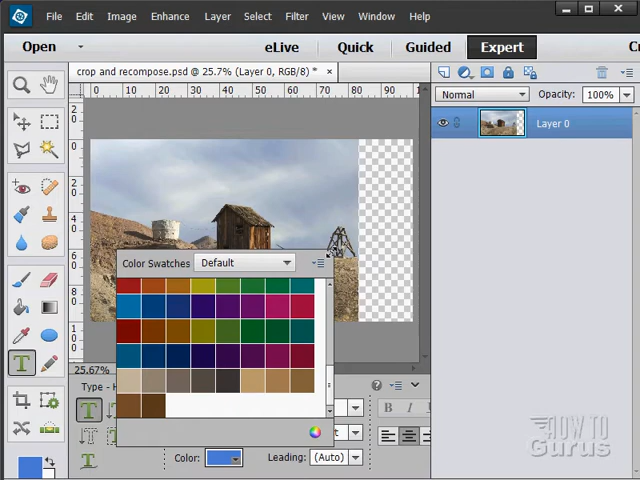 File Edit Image Enhance Layer Select Filter View Window Help
Open eLive Quick Guided Expert
crop and recompose.psd @ 25.7% (Layer 0, RGB/8) * ×
0 10 20 30 40 50 60 70 80 90 100
Normal Opacity: 100%
Layer 0
Color Swatches Default
25.67%
Type - H
B I
Color: Leading: (Auto)
HOW TO
Gurus